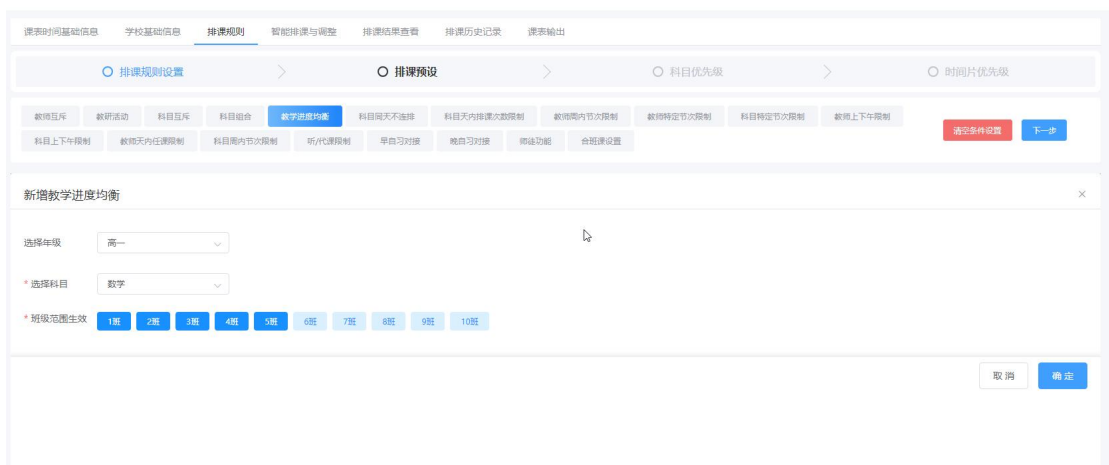 课表时间基础信息 学校基础信息 排课规则 智能排课与调整 排课结果查看 排课历史记录 课表输出
排课规则设置 排课预设 科目优先级 时间片优先级
教师互斥 教研活动 科目互斥 科目组合 教学进度均衡 科目周天不连排 科目天内排课次数限制 教师周内节次限制 教师特定节次限制 科目特定节次限制 教师上下午限制
科目上下午限制 教师天内任课限制 科目周内节次限制 听/代课限制 早自习对接 晚自习对接 师徒功能 合班课设置
清空条件设置 下一步
新增教学进度均衡
选择年级 高一
* 选择科目 数学
* 班级范围生效 1班 2班 3班 4班 5班 6班 7班 8班 9班 10班
取消 确定